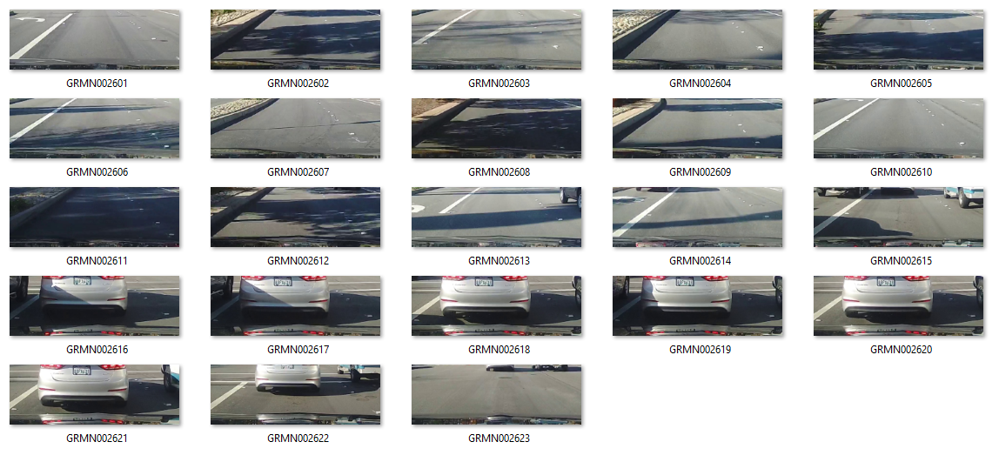 GRMN002601 GRMN002602 GRMN002603 GRMN002604 GRMN002605
GRMN002606 GRMN002607 GRMN002608 GRMN002609 GRMN002610
GRMN002611 GRMN002612 GRMN002613 GRMN002614 GRMN002615
GRMN002616 GRMN002617 GRMN002618 GRMN002619 GRMN002620
GRMN002621 GRMN002622 GRMN002623